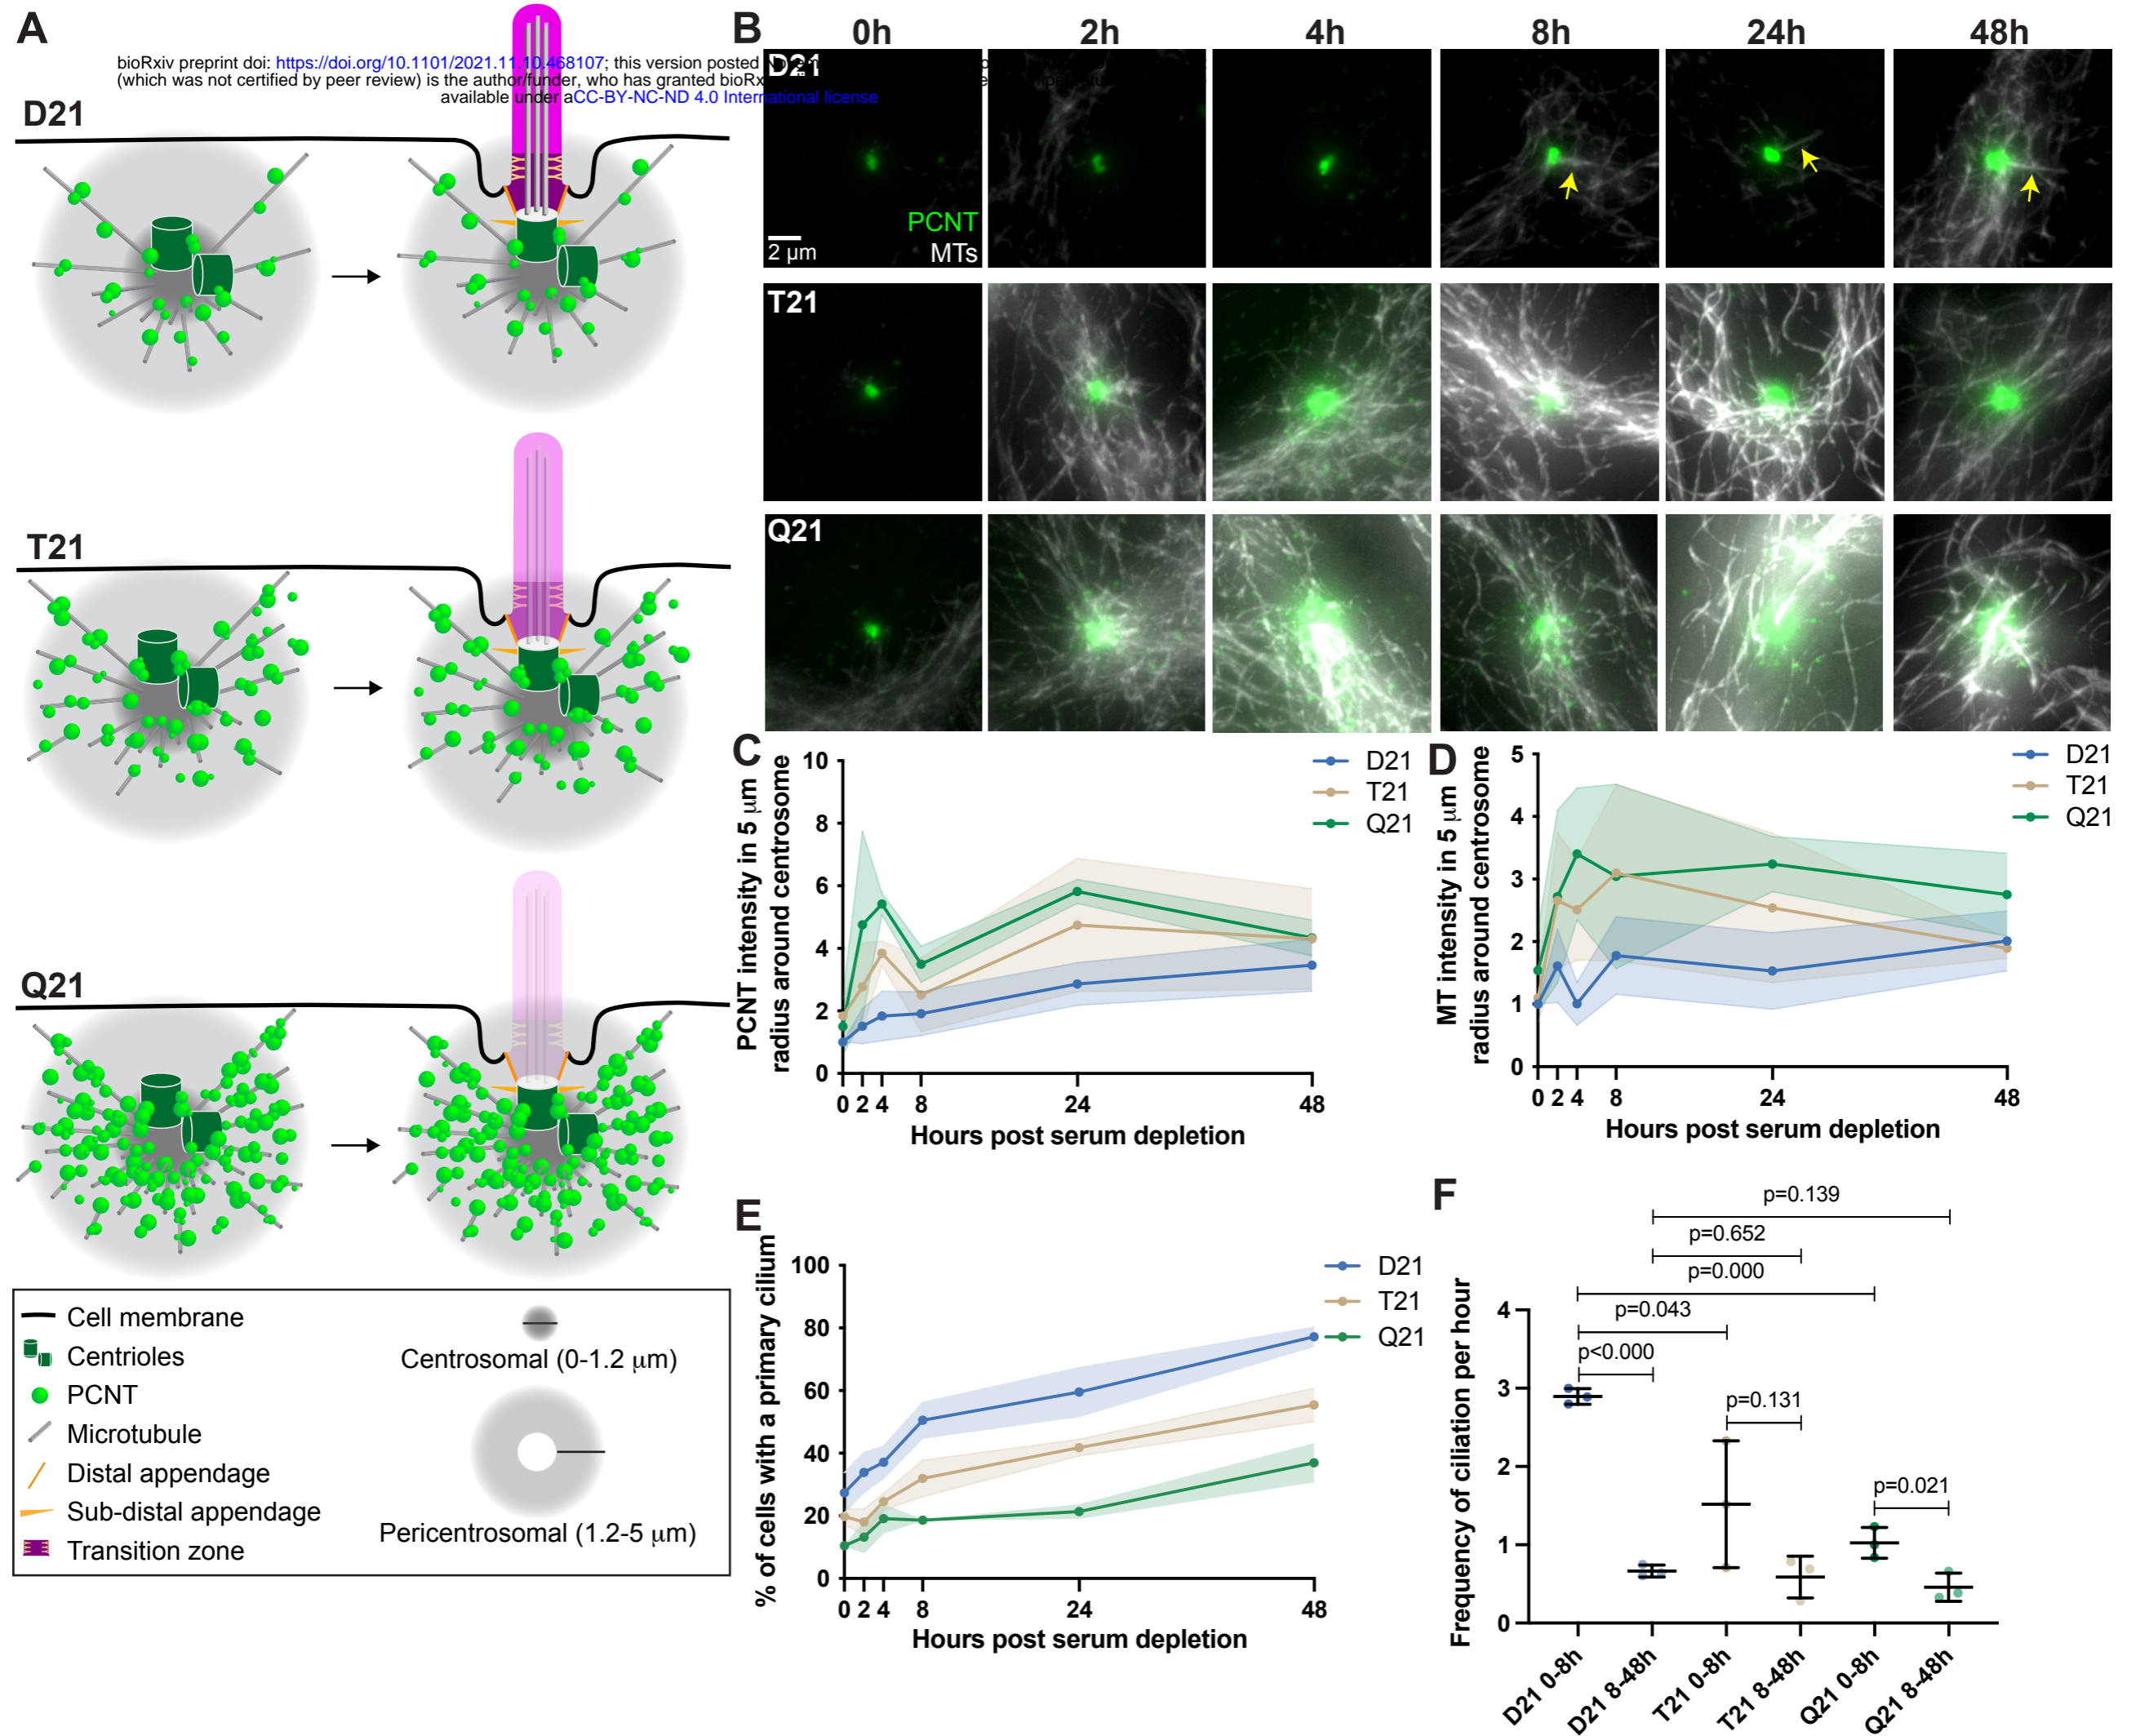 A
bioRxiv preprint doi: https://doi.org/10.1101/2021.11.10.468107; this version posted
(which was not certified by peer review) is the author/funder, who has granted bioRx
available under aCC-BY-NC-ND 4.0 International license
D21
T21
Q21
Cell membrane
Centrioles
PCNT
Microtubule
Distal appendage
Sub-distal appendage
Transition zone
Centrosomal (0-1.2 μm)
Pericentrosomal (1.2-5 μm)
B
0h 2h 4h 8h 24h 48h
D21
PCNT
MTs
2 μm
T21
Q21
C
PCNT intensity in 5 μm
radius around centrosome
10
8
6
4
2
0
0 2 4 8 24 48
Hours post serum depletion
D21
T21
Q21
D
MT intensity in 5 μm
radius around centrosome
5
4
3
2
1
0
0 2 4 8 24 48
Hours post serum depletion
D21
T21
Q21
E
% of cells with a primary cilium
100
80
60
40
20
0
0 2 4 8 24 48
Hours post serum depletion
D21
T21
Q21
F
Frequency of ciliation per hour
4
3
2
1
0
p=0.139
p=0.652
p=0.000
p=0.043
p<0.000
p=0.131
p=0.021
D21 0-8h
D21 8-48h
T21 0-8h
T21 8-48h
Q21 0-8h
Q21 8-48h